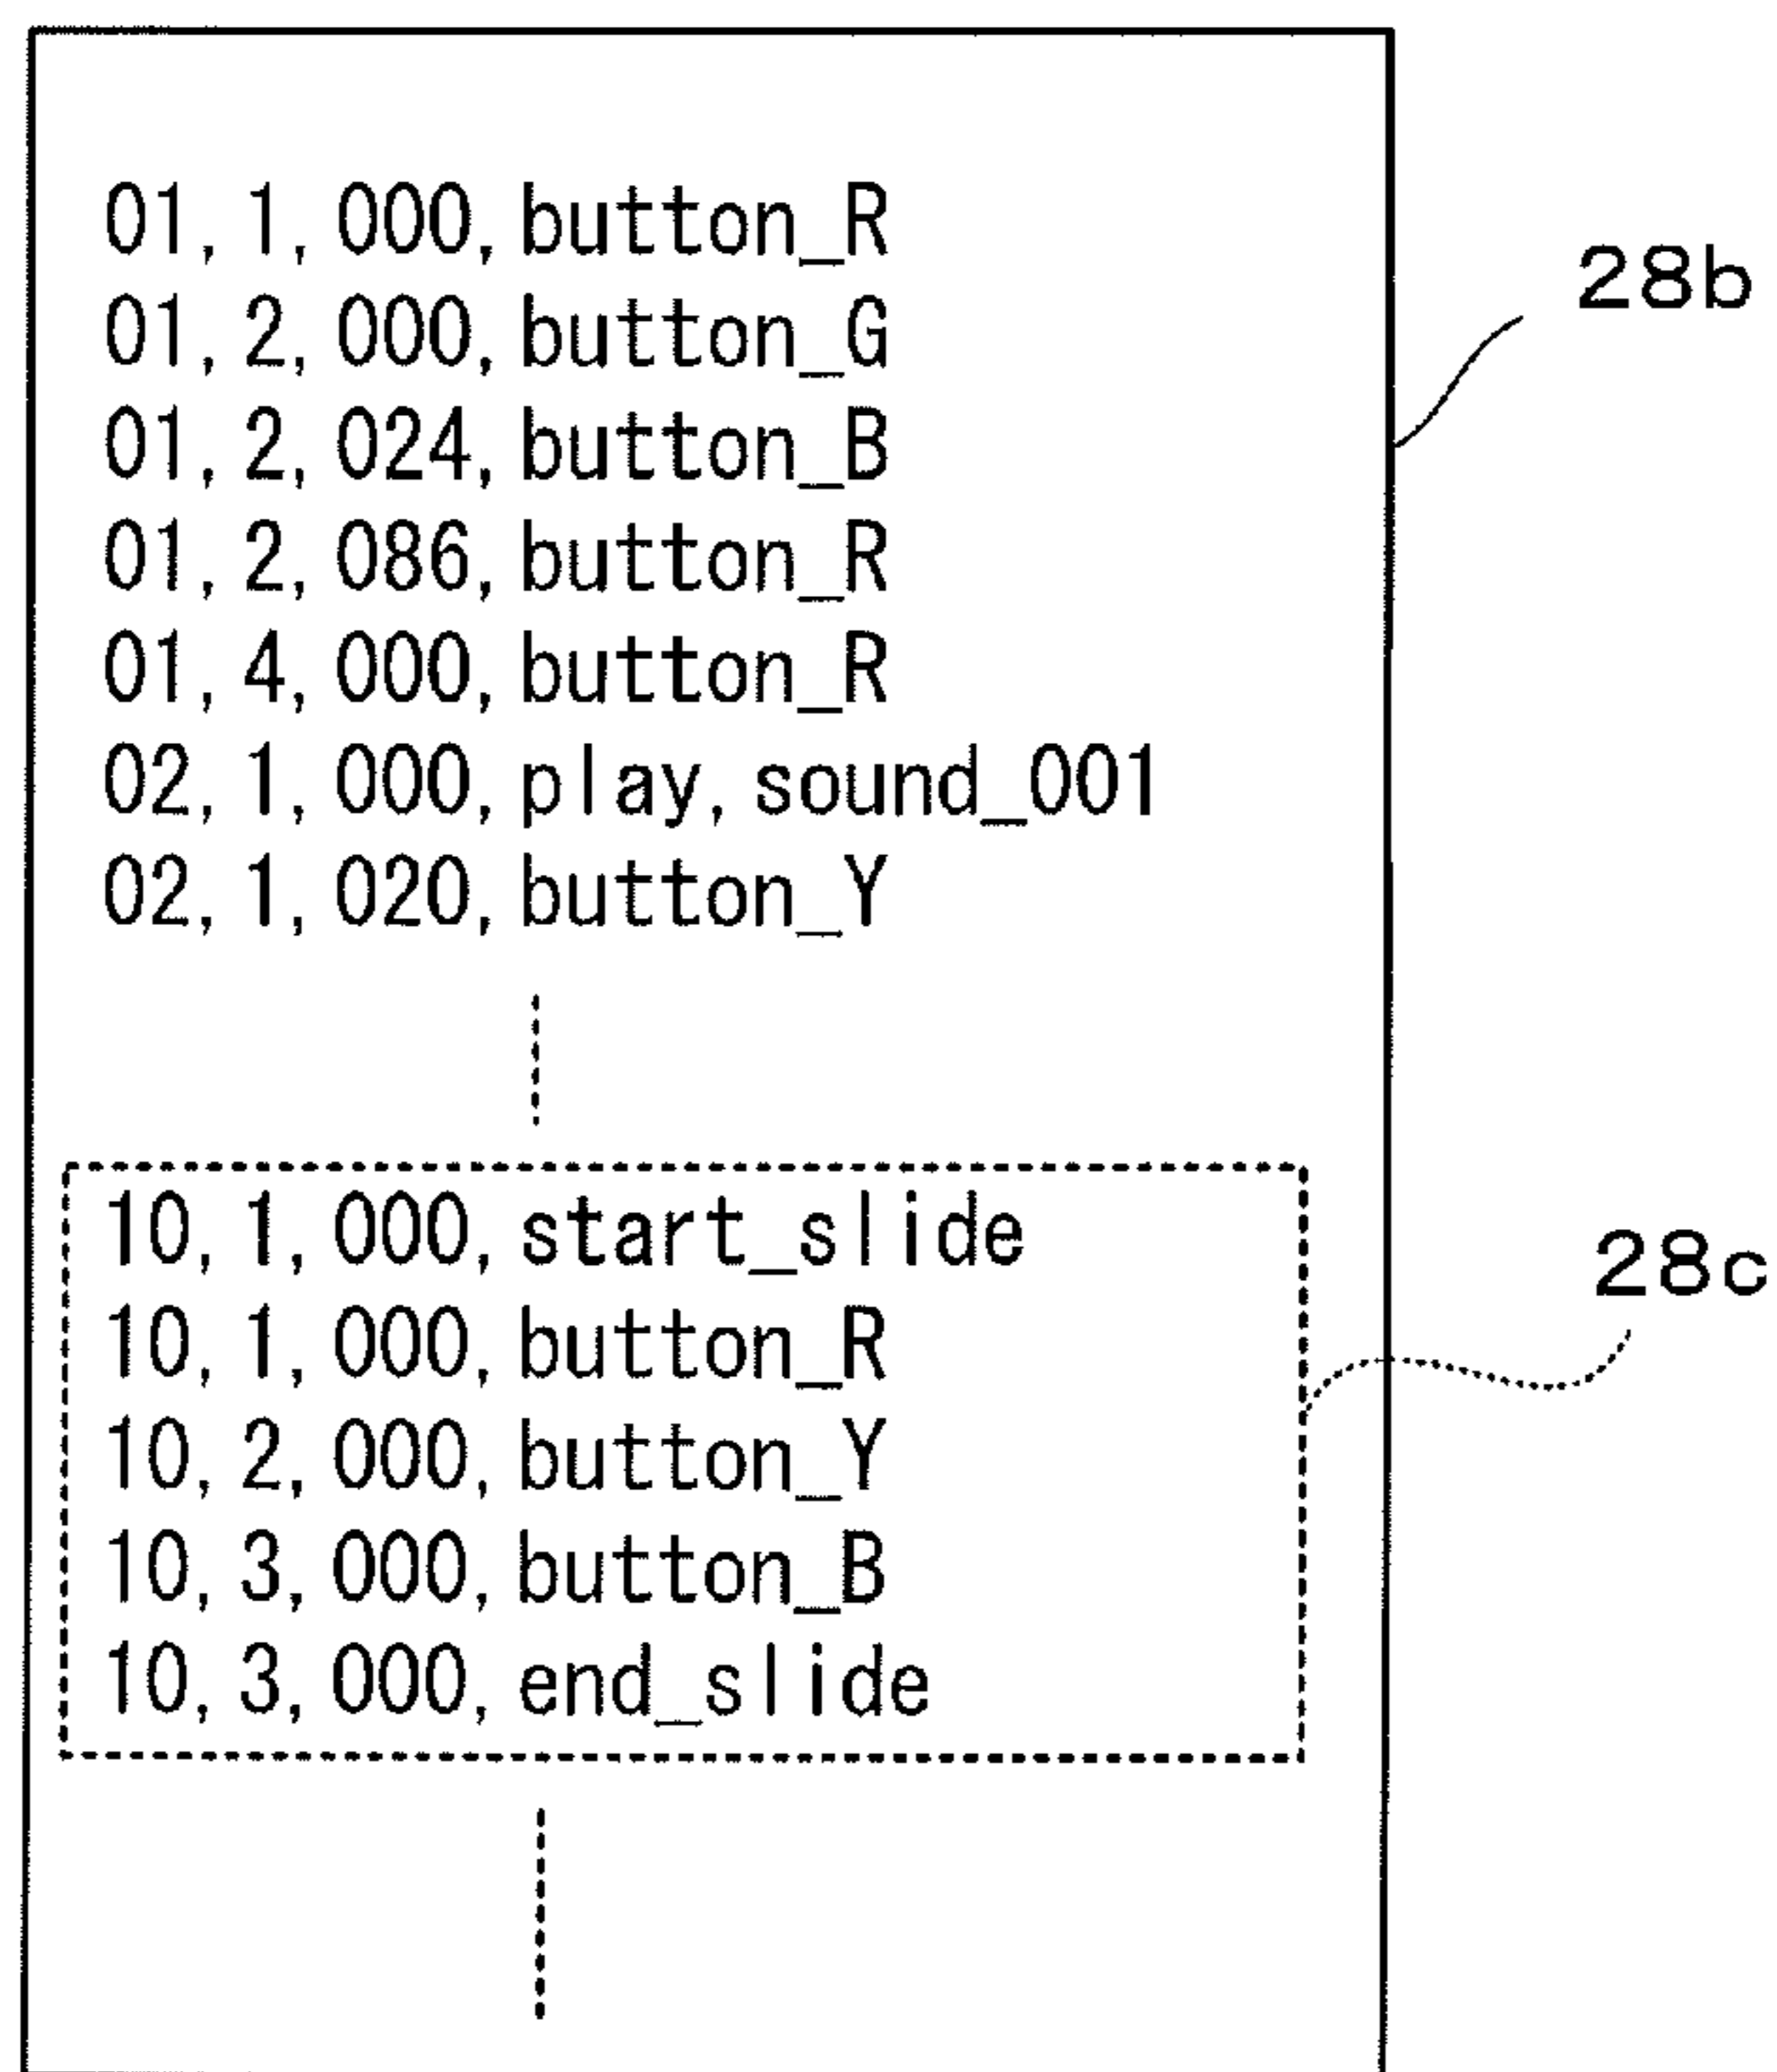 01,1,000,button_R
01,2,000,button_G
28b
01,2,024,button_B
01,2,086,button_R
01,4,000,button_R
02,1,000,play,sound_001
02,1,020,button_Y
10,1,000,start_slide
28c
10,1,000,button_R
10,2,000,button_Y
10,3,000,button_B
10,3,000,end_slide